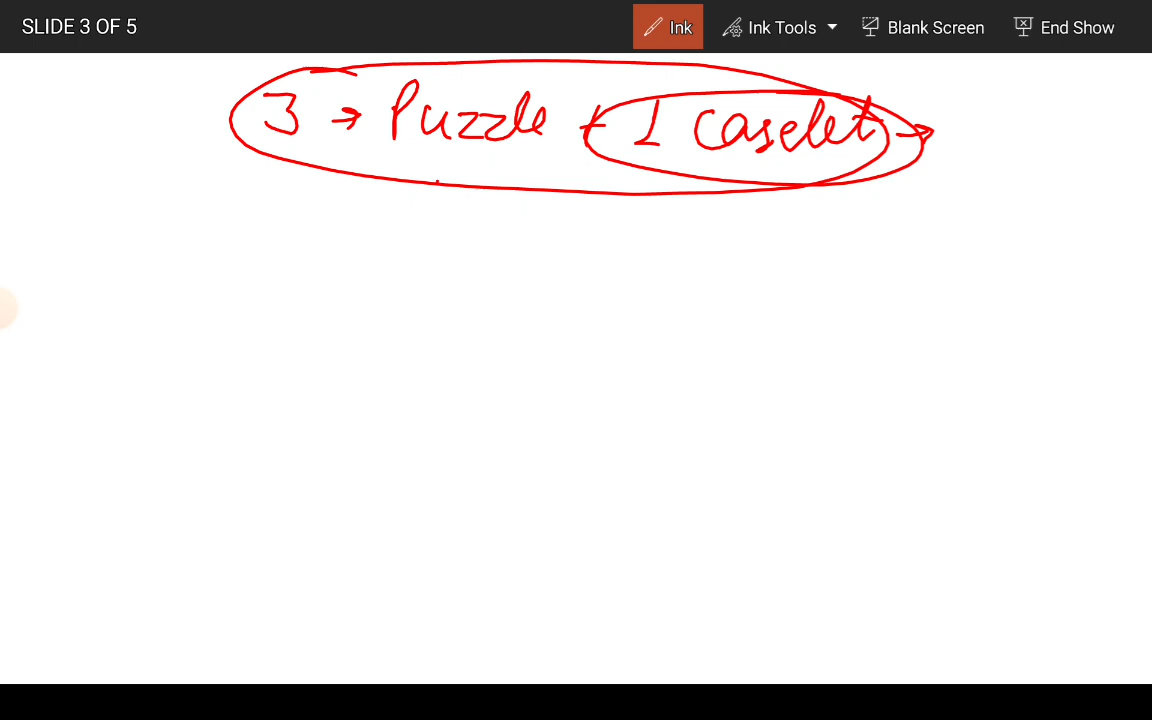 SLIDE 3 OF 5 Ink Ink Tools Blank Screen End Show
3 → Puzzle + 1 Caselet →